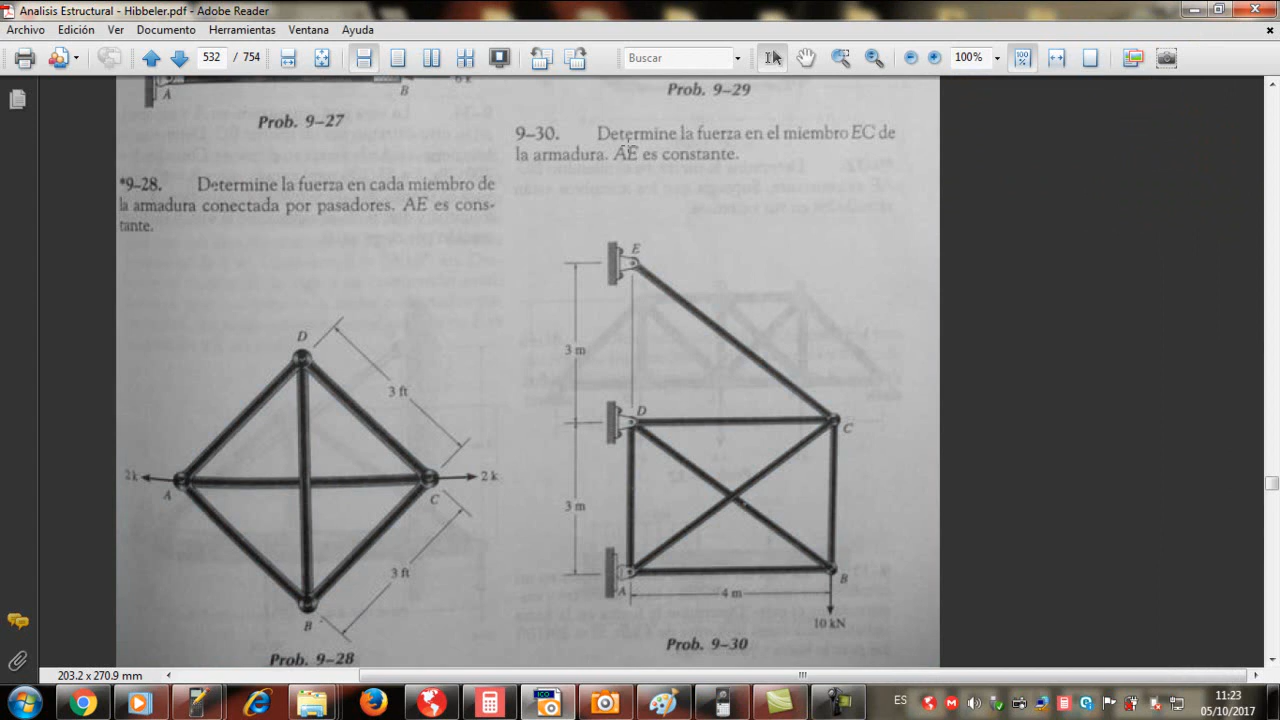 Analisis Estructural - Hibbeler.pdf - Adobe Reader
Archivo Edición Ver Documento Herramientas Ventana Ayuda
532 / 754
Buscar
100%
A
B
Prob. 9–27
*9–28. Determine la fuerza en cada miembro de
la armadura conectada por pasadores. AE es cons-
tante.
D
3 ft
2 k
A
C
2 k
3 ft
B
Prob. 9–28
Prob. 9–29
9–30. Determine la fuerza en el miembro EC de
la armadura. AE es constante.
E
3 m
D
C
3 m
A
4 m
B
10 kN
Prob. 9–30
203.2 x 270.9 mm
ES
11:23
05/10/2017